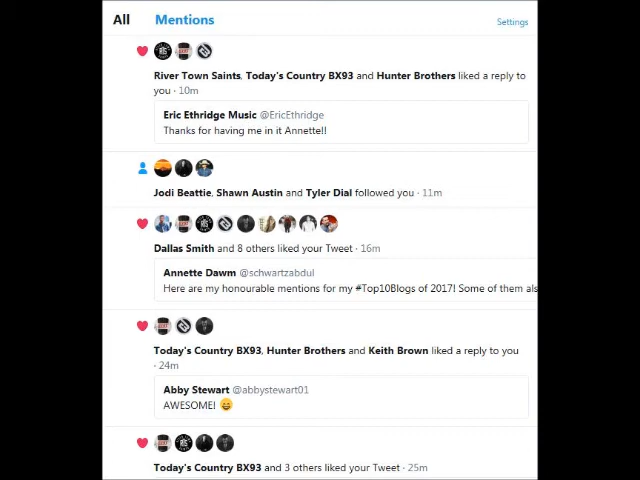 All Mentions Settings
River Town Saints, Today's Country BX93 and Hunter Brothers liked a reply to
you · 10m
Eric Ethridge Music @EricEthridge
Thanks for having me in it Annette!!
Jodi Beattie, Shawn Austin and Tyler Dial followed you · 11m
Dallas Smith and 8 others liked your Tweet · 16m
Annette Dawm @schwartzabdul
Here are my honourable mentions for my #Top10Blogs of 2017! Some of them als
Today's Country BX93, Hunter Brothers and Keith Brown liked a reply to you
· 24m
Abby Stewart @abbystewart01
AWESOME! 😄
Today's Country BX93 and 3 others liked your Tweet · 25m